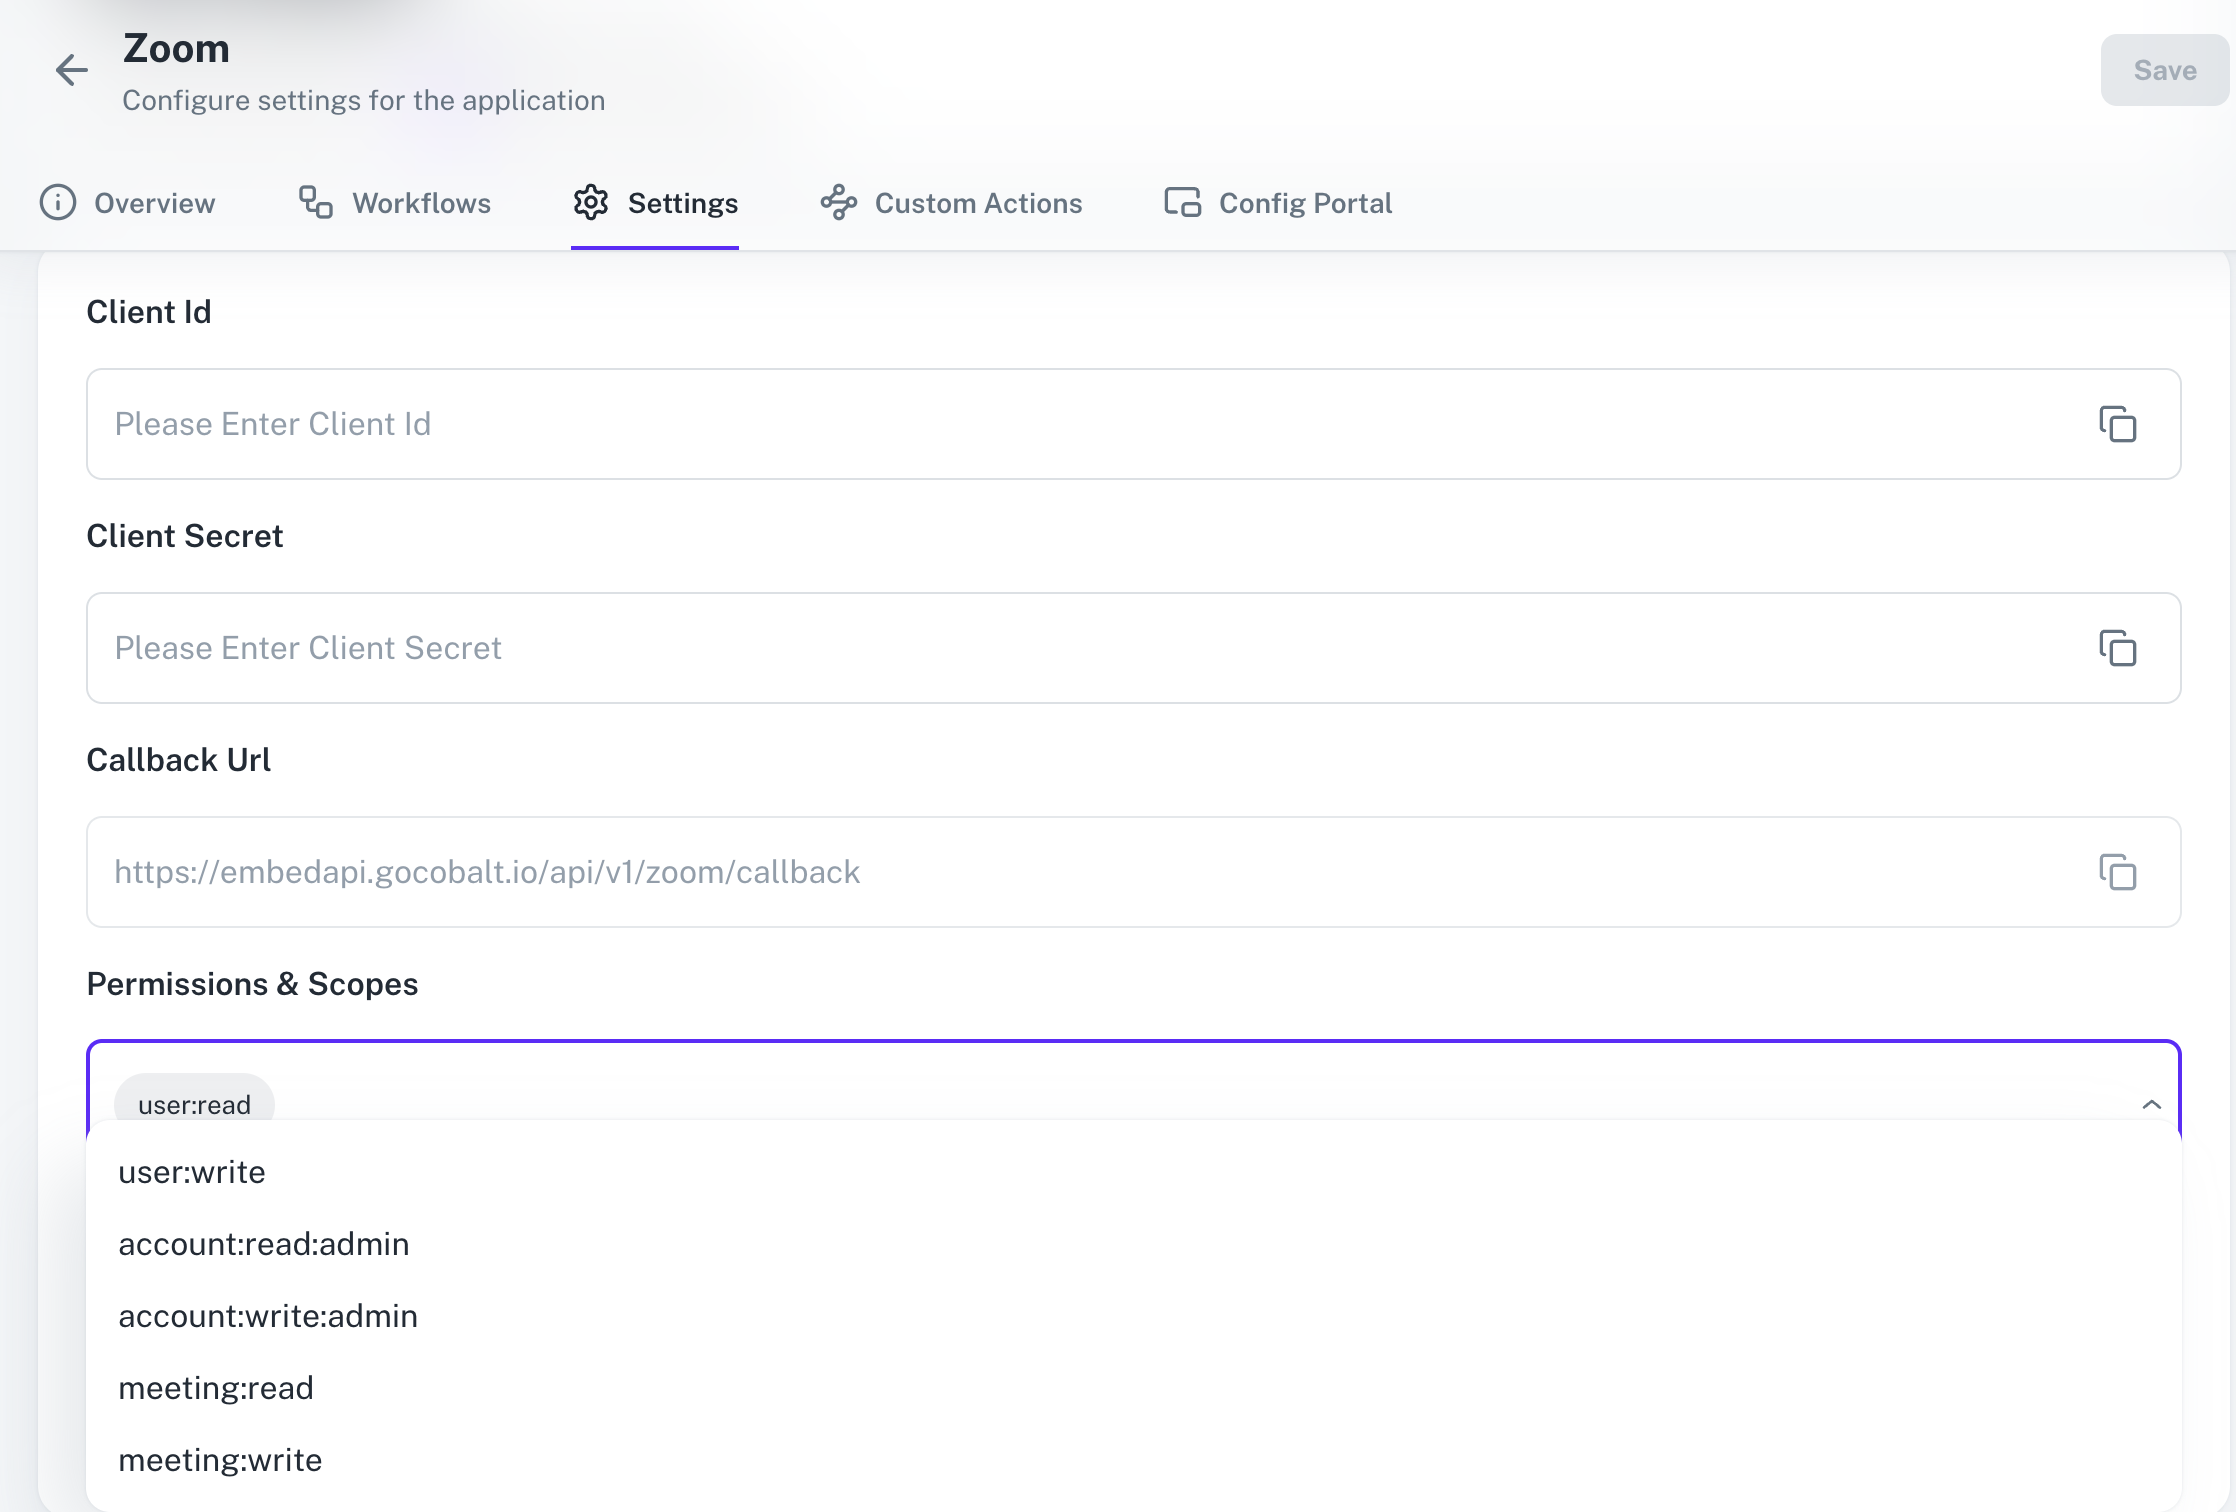 Zoom
Configure settings for the application
Save
Overview
Workflows
Settings
Custom Actions
Config Portal
Client Id
Please Enter Client Id
Client Secret
Please Enter Client Secret
Callback Url
https://embedapi.gocobalt.io/api/v1/zoom/callback
Permissions & Scopes
user:read
user:write
account:read:admin
account:write:admin
meeting:read
meeting:write